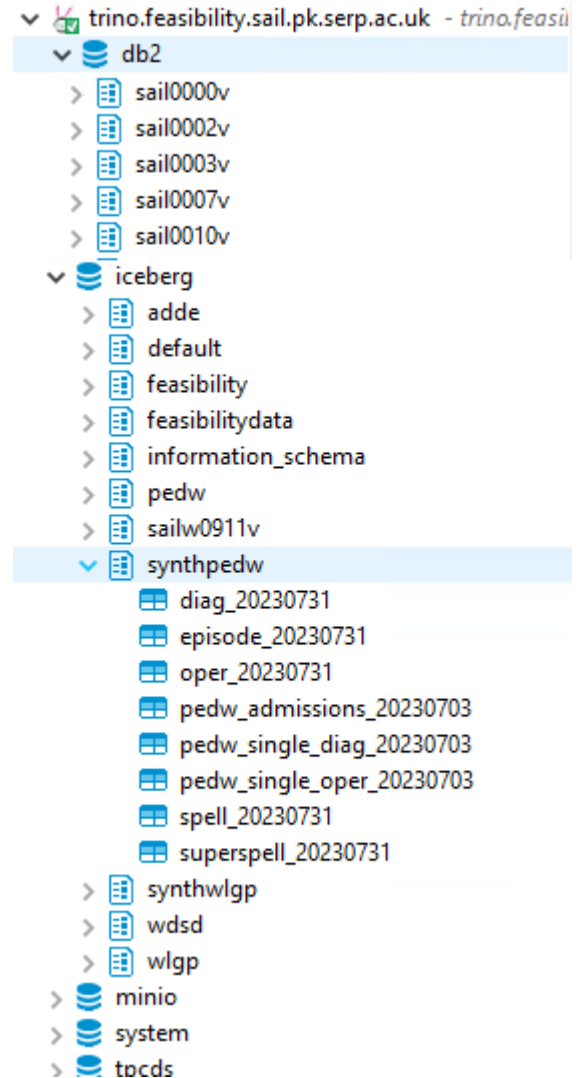 trino.feasibility.sail.pk.serp.ac.uk - trino.feasil
db2
sail0000v
sail0002v
sail0003v
sail0007v
sail0010v
iceberg
adde
default
feasibility
feasibilitydata
information_schema
pedw
sailw0911v
synthpedw
diag_20230731
episode_20230731
oper_20230731
pedw_admissions_20230703
pedw_single_diag_20230703
pedw_single_oper_20230703
spell_20230731
superspell_20230731
synthwlgp
wdsd
wlgp
minio
system
tpcds